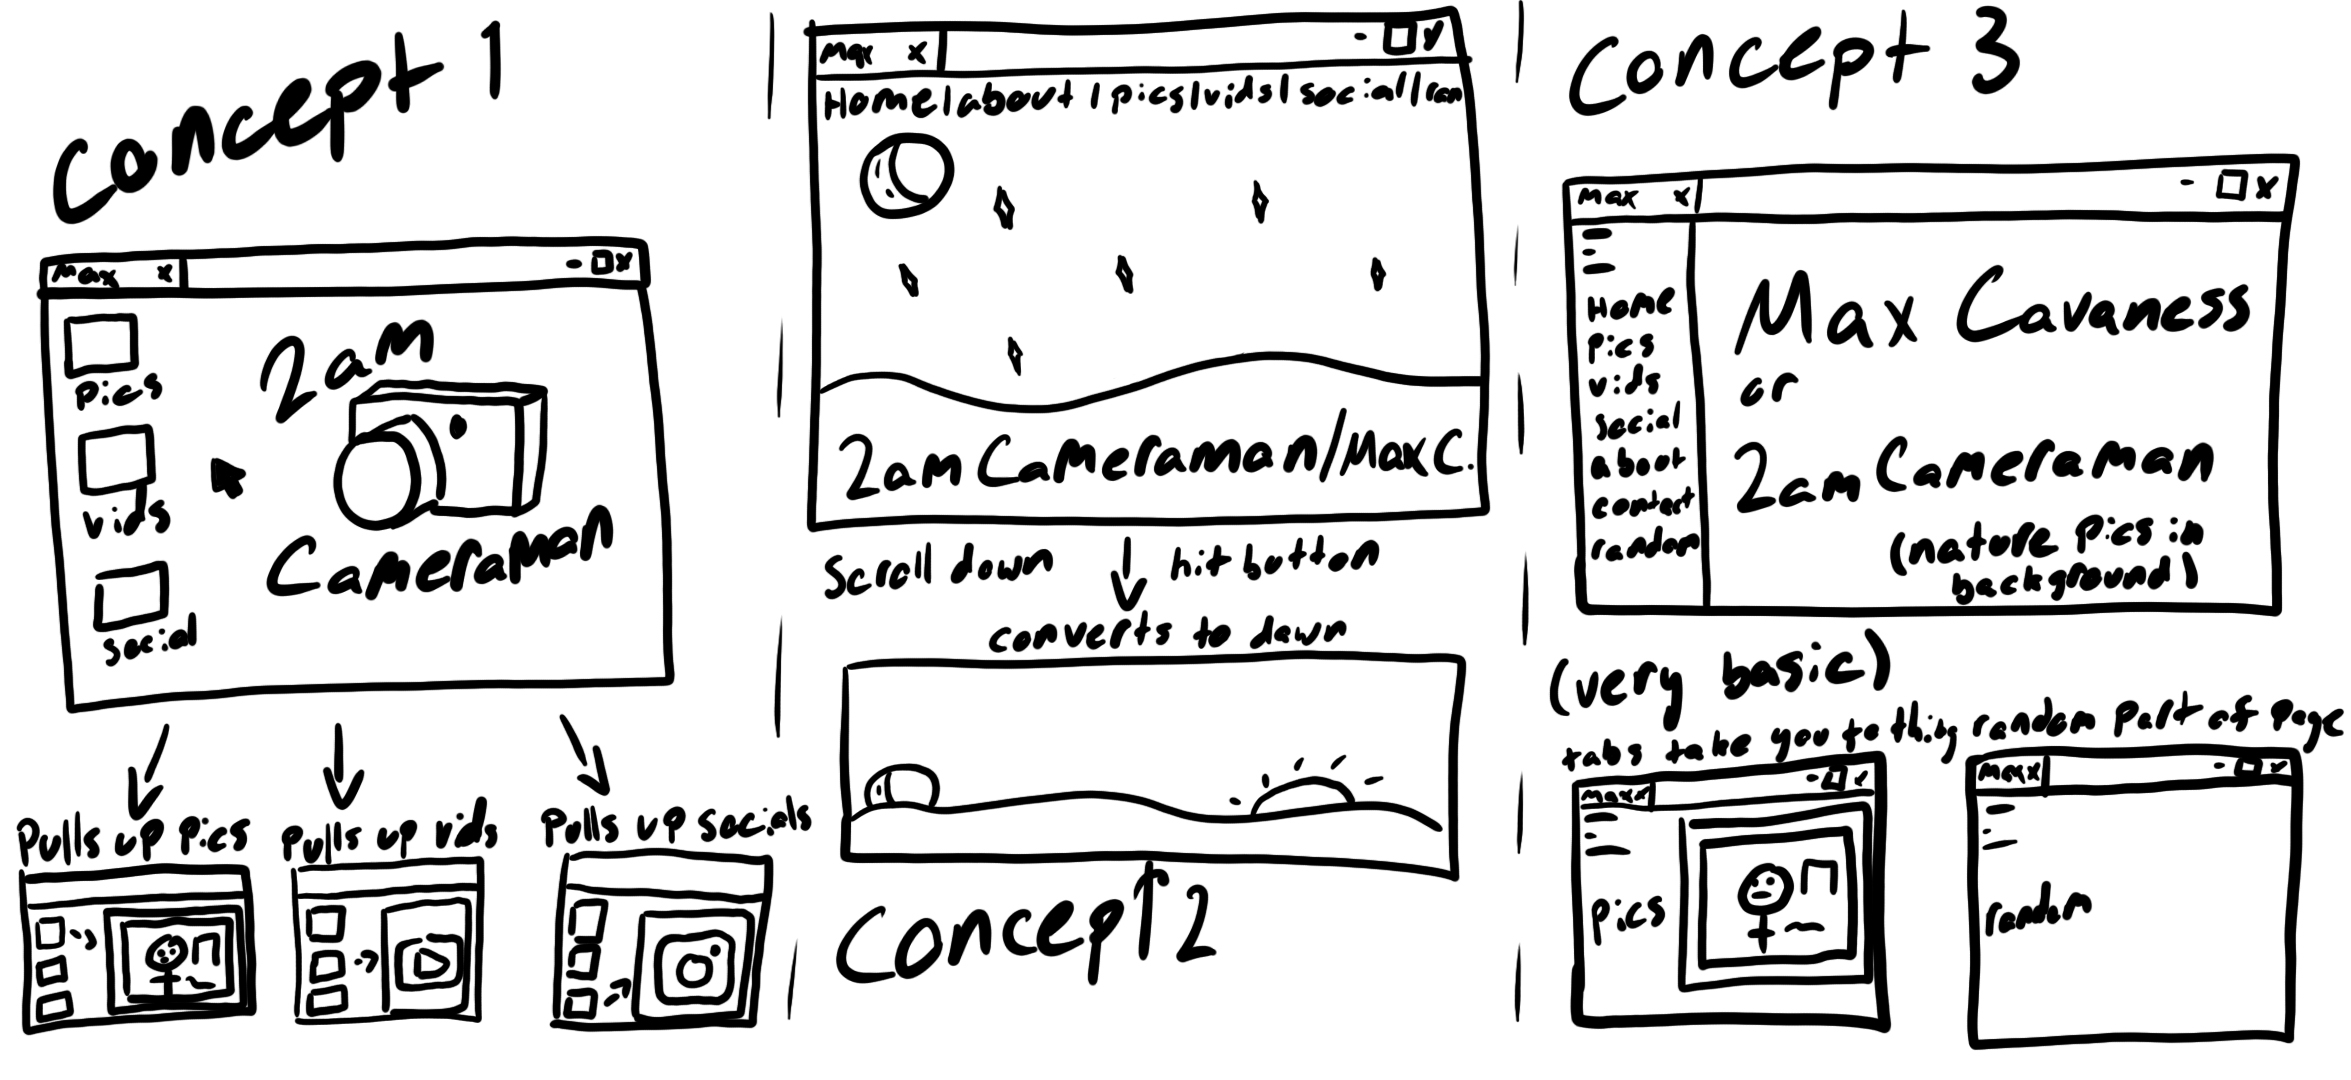 Concept 1
Max x - x
pics
vids
social
2am
Cameraman
Pulls up pics
Pulls up vids
Pulls up socials
Max x
Home | about | pics | vids | social | ran
2am Cameraman/Max C.
Scroll down
hit button
converts to dawn
Concept 2
Concept 3
Max x - x
Home
pics
vids
social
about
contact
random
Max Cavaness
or
2am Cameraman
(nature pics in
background)
(very basic)
tabs take you to thing random part of page
Max x
pics
Max x
random